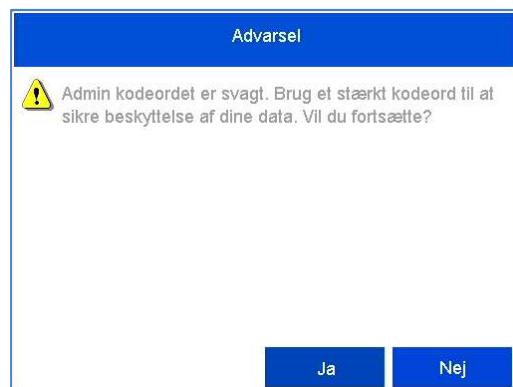 Advarsel
Admin kodeordet er svagt. Brug et stærkt kodeord til at
sikre beskyttelse af dine data. Vil du fortsætte?
Ja
Nej